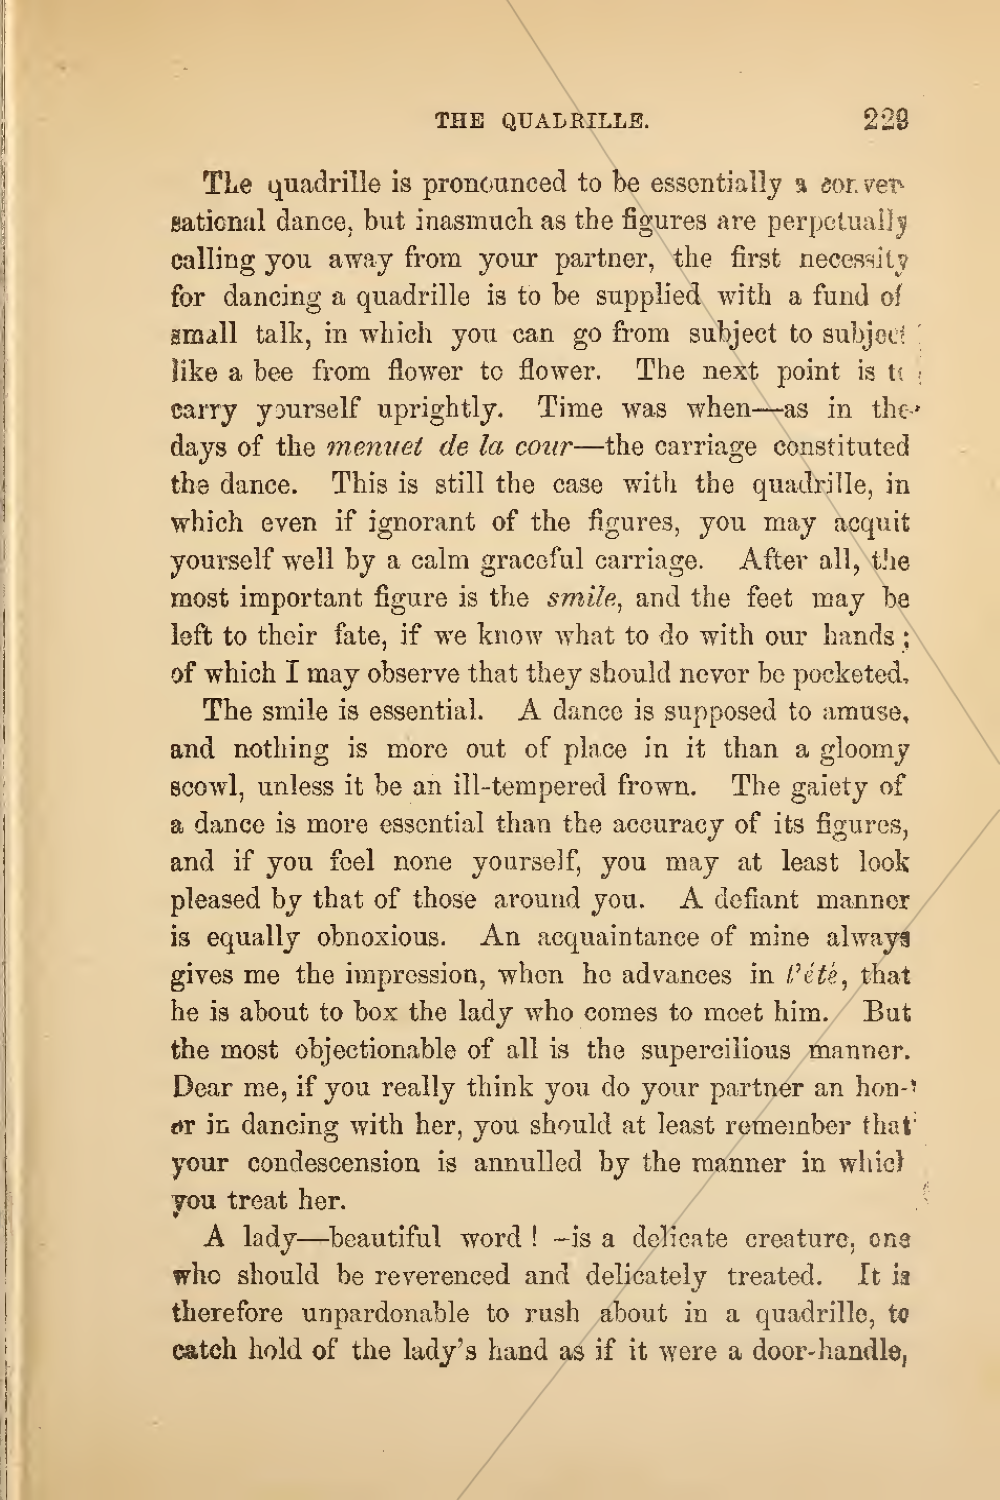 THE QUADRILLE. 229
The quadrille is pronounced to be essentially a conver-
sational dance, but inasmuch as the figures are perpetually
calling you away from your partner, the first necessity
for dancing a quadrille is to be supplied with a fund of
small talk, in which you can go from subject to subject
like a bee from flower to flower. The next point is to
carry yourself uprightly. Time was when—as in the
days of the menuet de la cour—the carriage constituted
the dance. This is still the case with the quadrille, in
which even if ignorant of the figures, you may acquit
yourself well by a calm graceful carriage. After all, the
most important figure is the smile, and the feet may be
left to their fate, if we know what to do with our hands;
of which I may observe that they should never be pocketed.
The smile is essential. A dance is supposed to amuse,
and nothing is more out of place in it than a gloomy
scowl, unless it be an ill-tempered frown. The gaiety of
a dance is more essential than the accuracy of its figures,
and if you feel none yourself, you may at least look
pleased by that of those around you. A defiant manner
is equally obnoxious. An acquaintance of mine always
gives me the impression, when he advances in l'été, that
he is about to box the lady who comes to meet him. But
the most objectionable of all is the supercilious manner.
Dear me, if you really think you do your partner an hon-
or in dancing with her, you should at least remember that
your condescension is annulled by the manner in which
you treat her.
A lady—beautiful word!—is a delicate creature, one
who should be reverenced and delicately treated. It is
therefore unpardonable to rush about in a quadrille, to
catch hold of the lady's hand as if it were a door-handle,